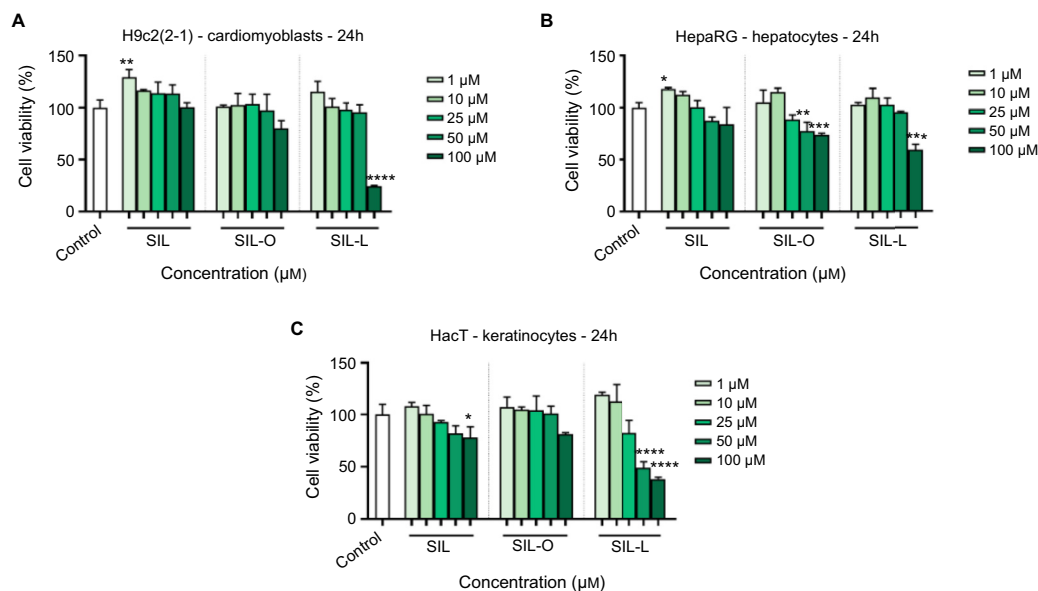 A
H9c2(2-1) - cardiomyoblasts - 24h
Cell viability (%)
150
100
50
0
**
****
Control
SIL
SIL-O
SIL-L
Concentration (µM)
1 µM
10 µM
25 µM
50 µM
100 µM
B
HepaRG - hepatocytes - 24h
Cell viability (%)
150
100
50
0
*
**
***
***
Control
SIL
SIL-O
SIL-L
Concentration (µM)
1 µM
10 µM
25 µM
50 µM
100 µM
C
HacT - keratinocytes - 24h
Cell viability (%)
150
100
50
0
*
****
****
Control
SIL
SIL-O
SIL-L
Concentration (µM)
1 µM
10 µM
25 µM
50 µM
100 µM